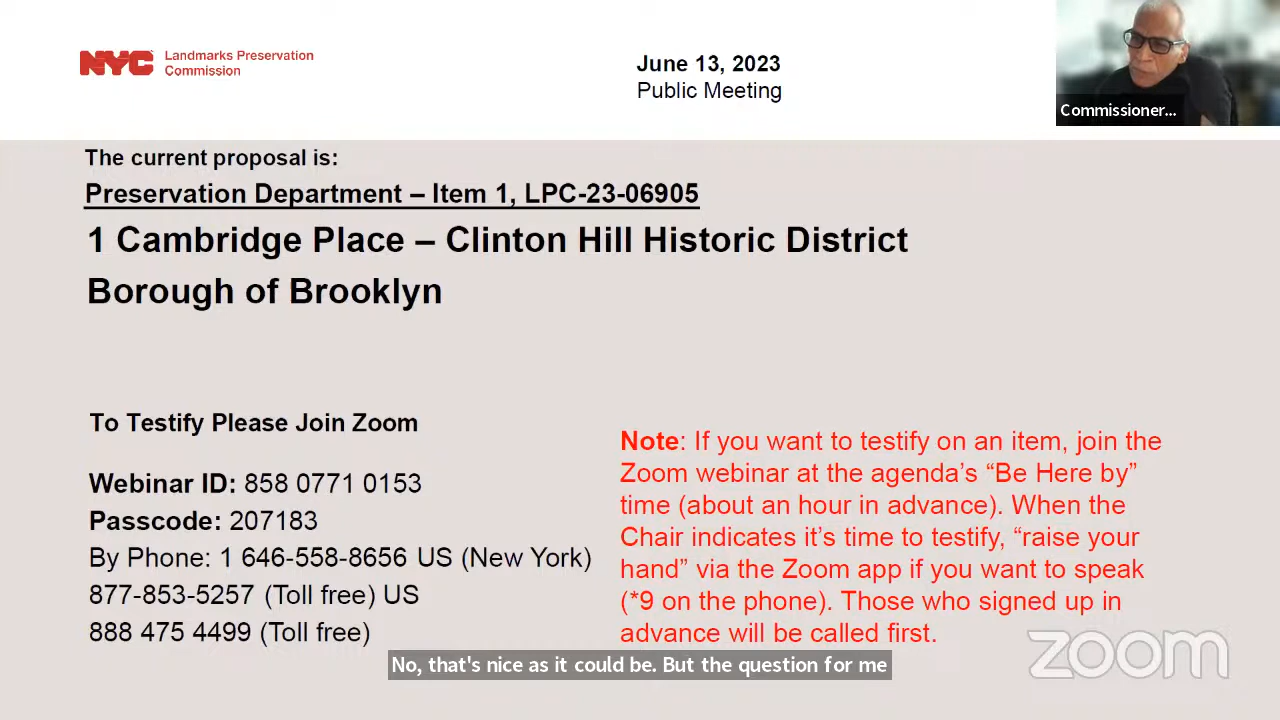 NYC Landmarks Preservation
Commission
June 13, 2023
Public Meeting
Commissioner...
The current proposal is:
Preservation Department – Item 1, LPC-23-06905
1 Cambridge Place – Clinton Hill Historic District
Borough of Brooklyn
To Testify Please Join Zoom
Webinar ID: 858 0771 0153
Passcode: 207183
By Phone: 1 646-558-8656 US (New York)
877-853-5257 (Toll free) US
888 475 4499 (Toll free)
Note: If you want to testify on an item, join the
Zoom webinar at the agenda’s “Be Here by”
time (about an hour in advance). When the
Chair indicates it’s time to testify, “raise your
hand” via the Zoom app if you want to speak
(*9 on the phone). Those who signed up in
advance will be called first.
zoom
No, that's nice as it could be. But the question for me